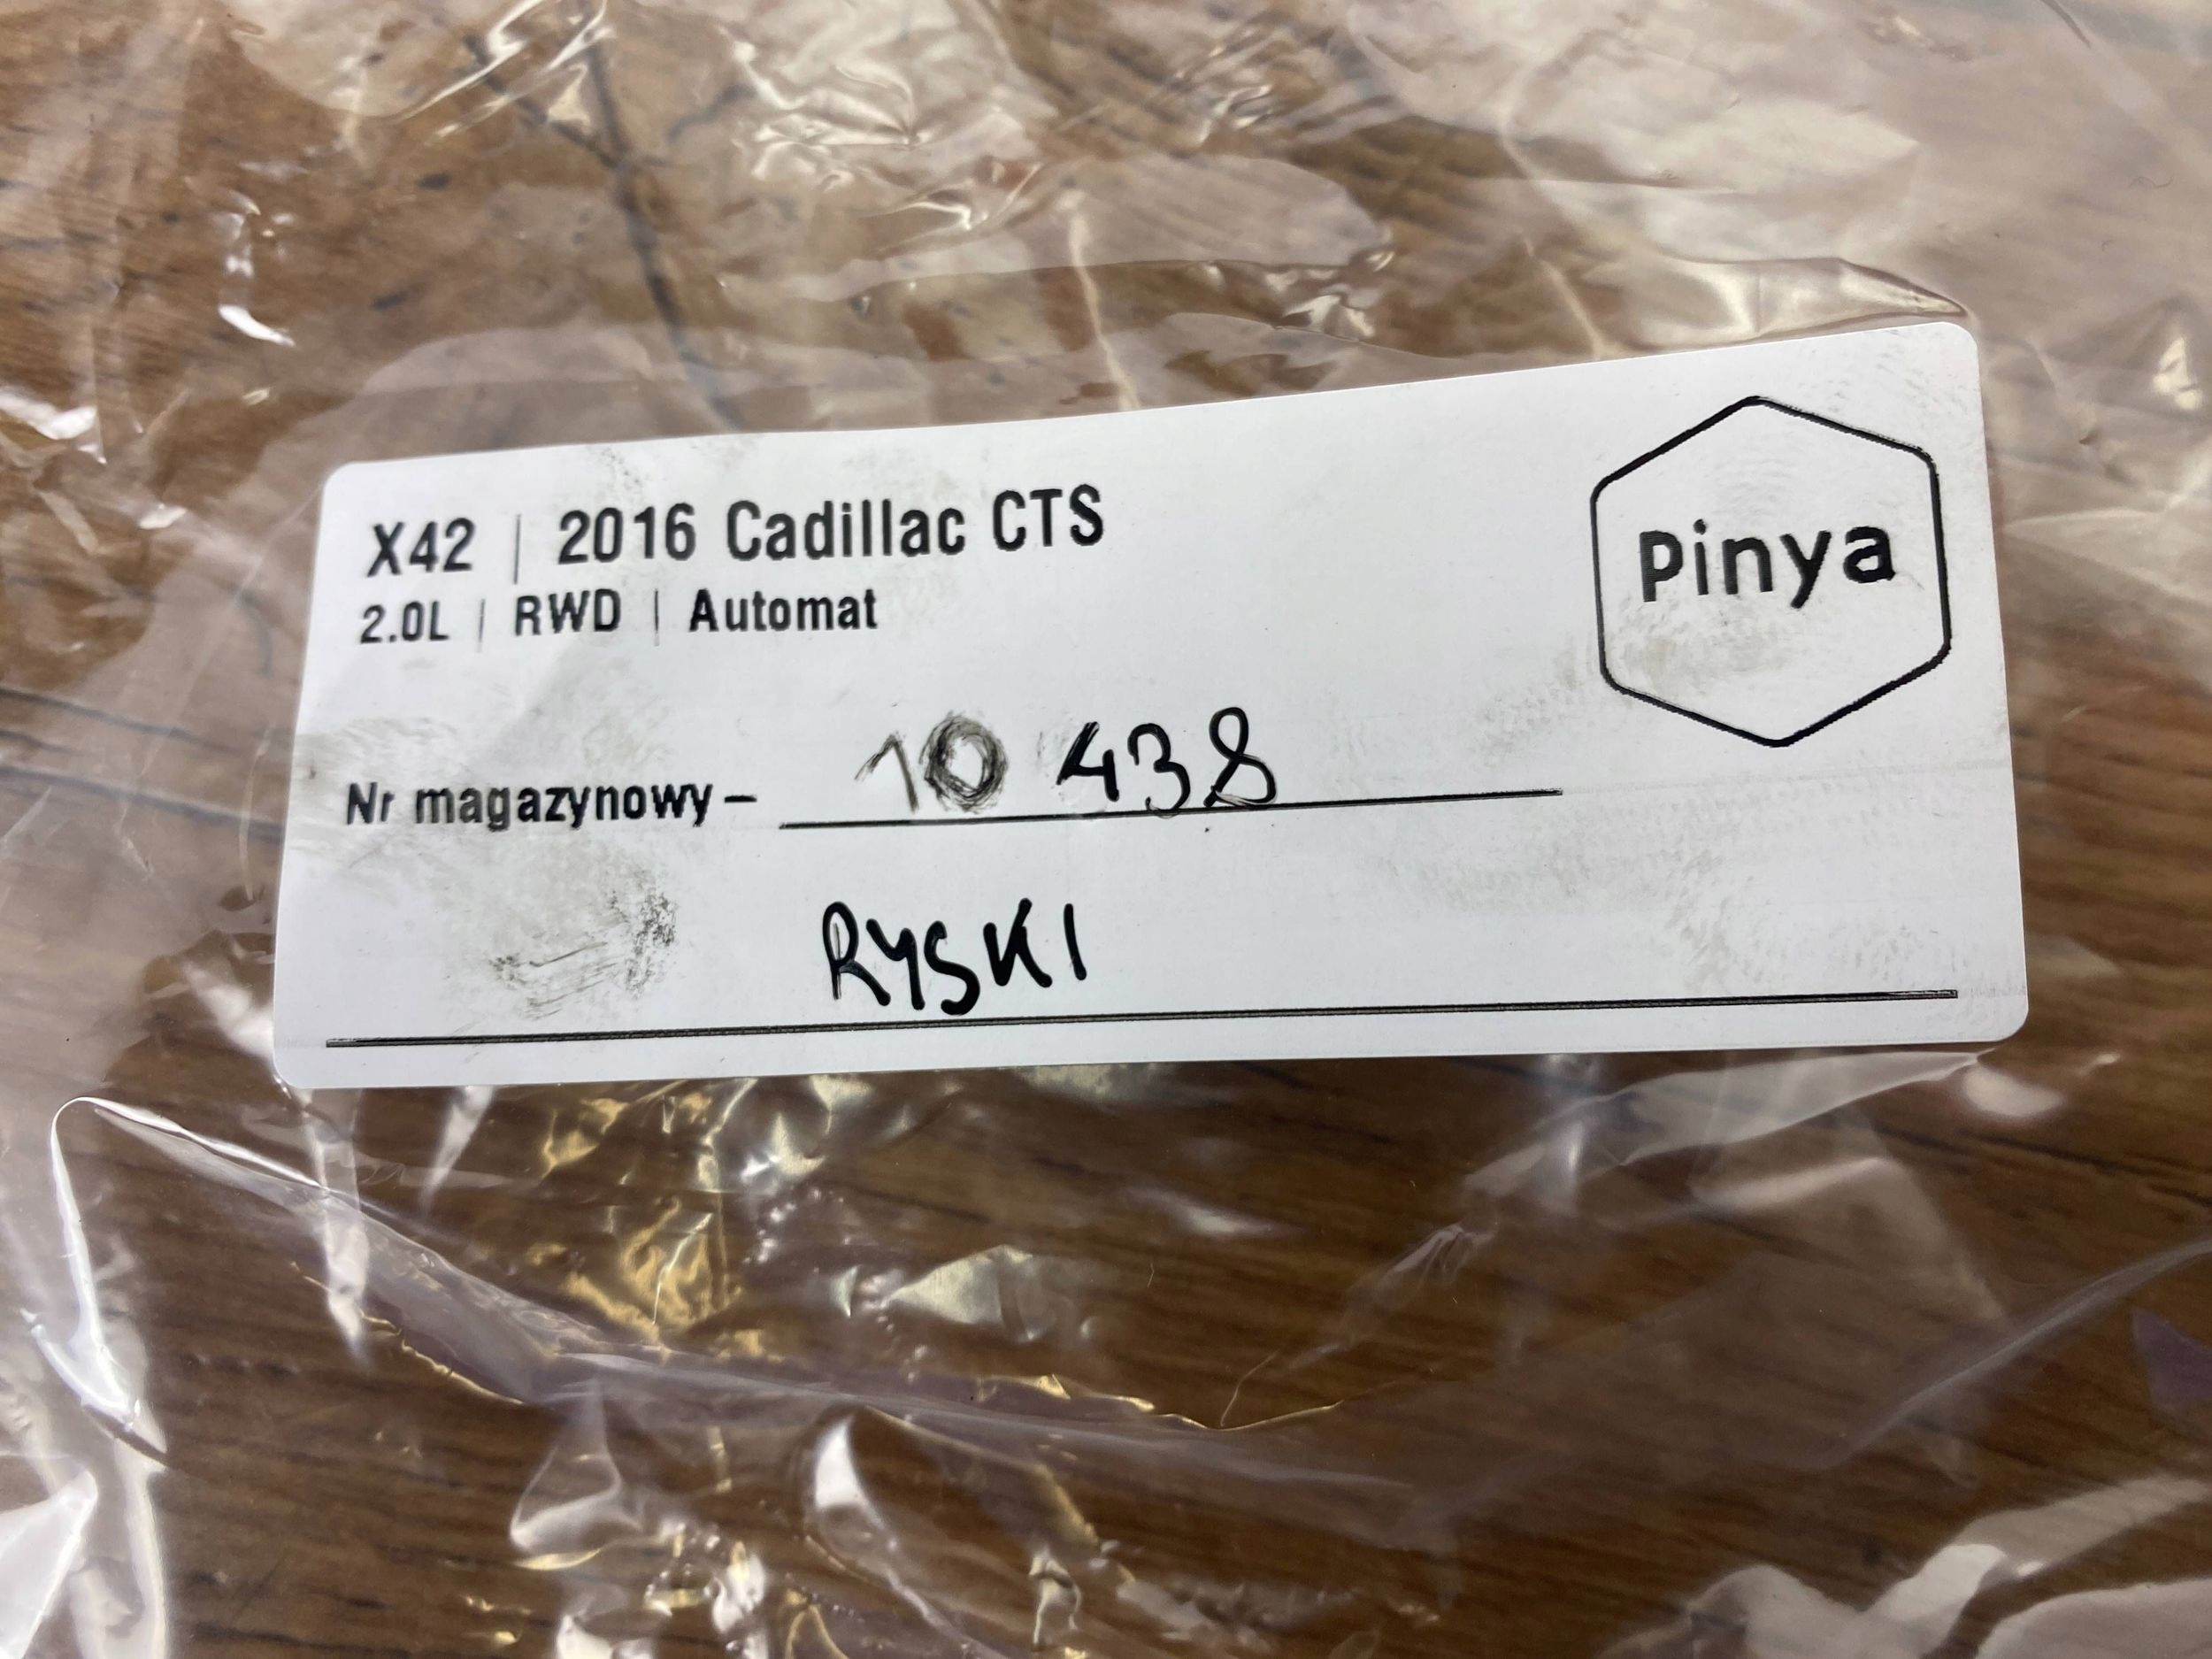 X42 | 2016 Cadillac CTS
2.0L | RWD | Automat
Pinya
Nr magazynowy – 10 438
RYSKI